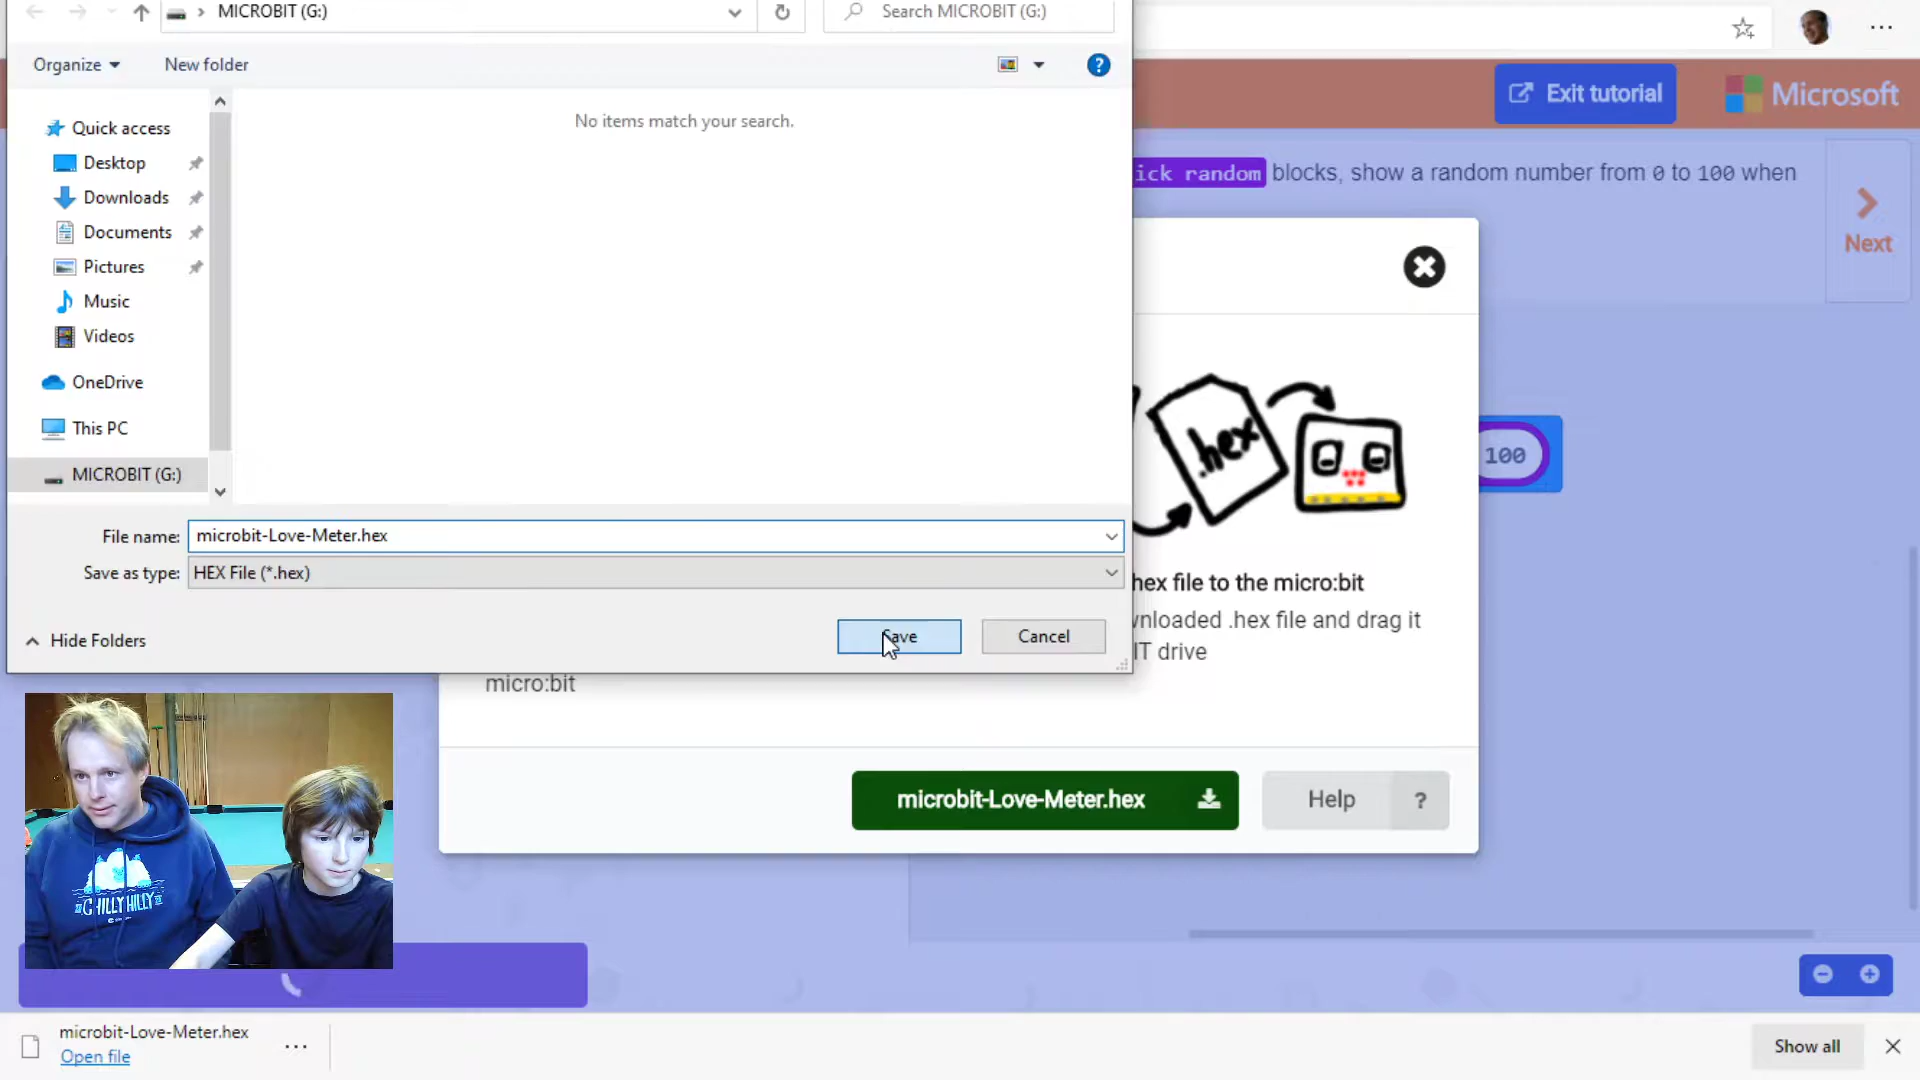 MICROBIT (G:)
Search MICROBIT (G:)
Organize
New folder
Exit tutorial
Microsoft
Quick access
Desktop
Downloads
Documents
Pictures
Music
Videos
OneDrive
This PC
MICROBIT (G:)
No items match your search.
ick random blocks, show a random number from 0 to 100 when
Next
.hex
100
File name: microbit-Love-Meter.hex
Save as type: HEX File (*.hex)
hex file to the micro:bit
wnloaded .hex file and drag it
IT drive
Hide Folders
Save
Cancel
micro:bit
microbit-Love-Meter.hex
Help ?
CHILLY HILLY
microbit-Love-Meter.hex
Open file
Show all